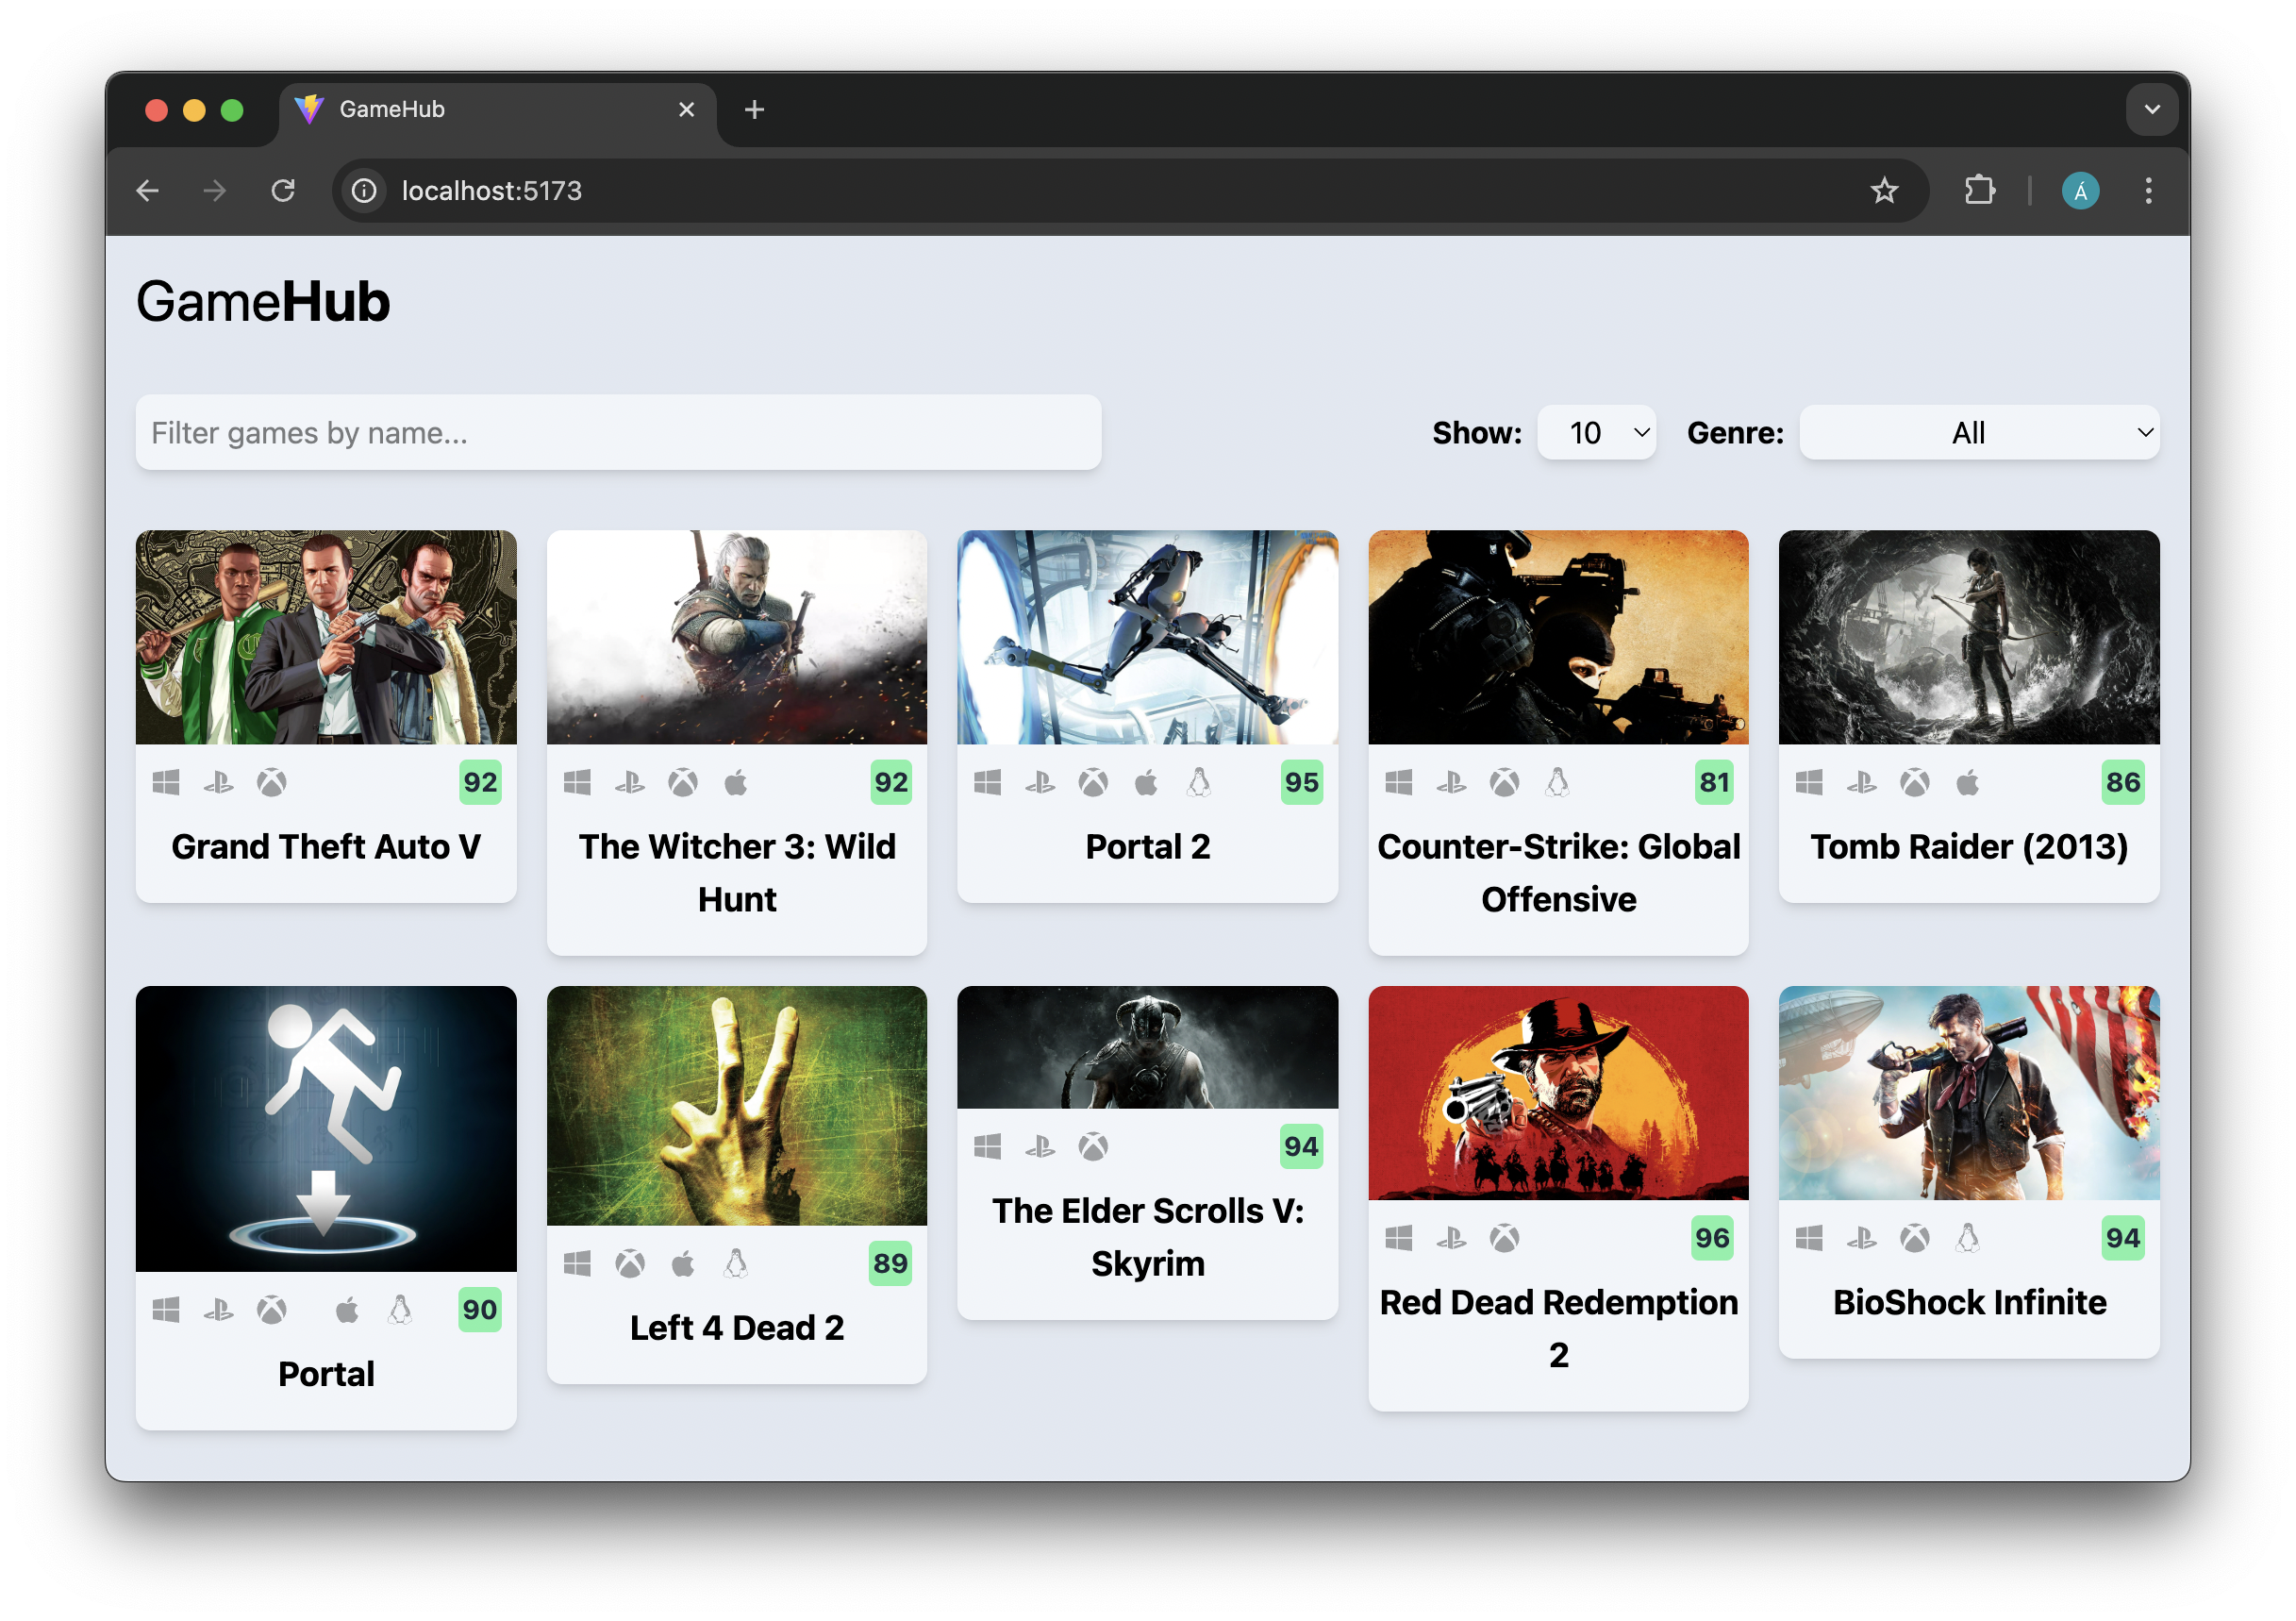 GameHub
localhost:5173
Á
GameHub
Filter games by name...
Show: 10 Genre: All
92
Grand Theft Auto V
92
The Witcher 3: Wild
Hunt
95
Portal 2
81
Counter-Strike: Global
Offensive
86
Tomb Raider (2013)
90
Portal
89
Left 4 Dead 2
94
The Elder Scrolls V:
Skyrim
96
Red Dead Redemption
2
94
BioShock Infinite